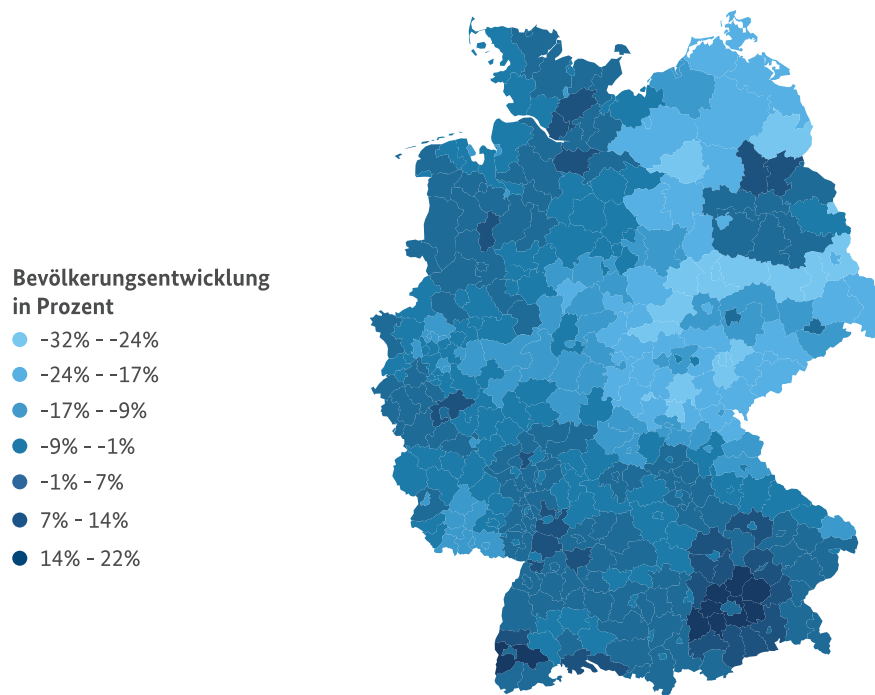 Bevölkerungsentwicklung
in Prozent
-32% - -24%
-24% - -17%
-17% - -9%
-9% - -1%
-1% - 7%
7% - 14%
14% - 22%